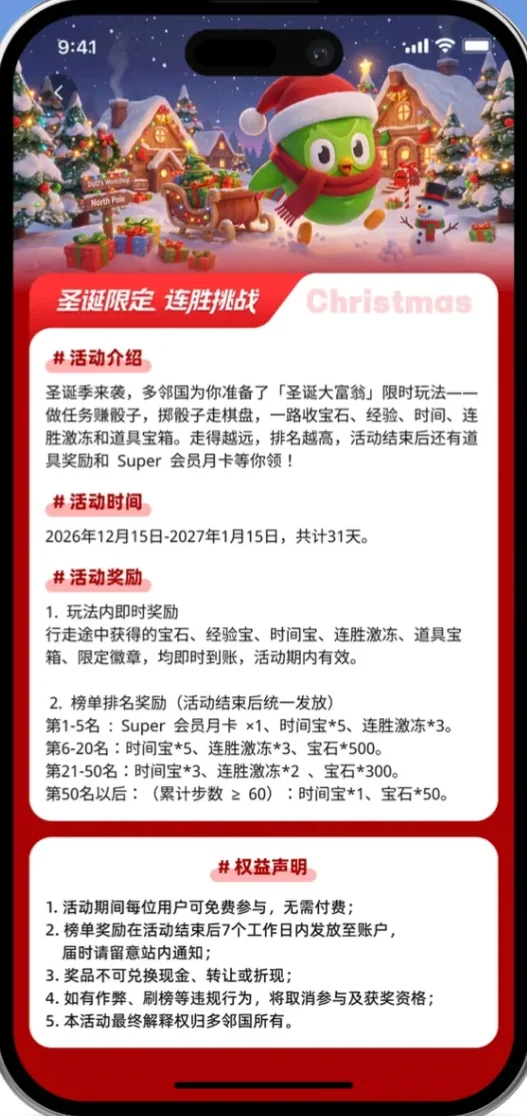 9:41
DUO's Workshop
North Pole
圣诞限定 连胜挑战
Christmas
# 活动介绍
圣诞季来袭，多邻国为你准备了「圣诞大富翁」限时玩法——
做任务赚骰子，掷骰子走棋盘，一路收宝石、经验、时间、连
胜激冻和道具宝箱。走得越远，排名越高，活动结束后还有道
具奖励和 Super 会员月卡等你领！
# 活动时间
2026年12月15日-2027年1月15日，共计31天。
# 活动奖励
1. 玩法内即时奖励
行走途中获得的宝石、经验宝、时间宝、连胜激冻、道具宝
箱、限定徽章，均即时到账，活动期内有效。
2. 榜单排名奖励（活动结束后统一发放）
第1-5名 ：Super 会员月卡 ×1、时间宝*5、连胜激冻*3。
第6-20名：时间宝*5、连胜激冻*3、宝石*500。
第21-50名：时间宝*3、连胜激冻*2 、宝石*300。
第50名以后：（累计步数 ≥ 60）：时间宝*1、宝石*50。
# 权益声明
1. 活动期间每位用户可免费参与，无需付费；
2. 榜单奖励在活动结束后7个工作日内发放至账户，
届时请留意站内通知；
3. 奖品不可兑换现金、转让或折现；
4. 如有作弊、刷榜等违规行为，将取消参与及获奖资格；
5. 本活动最终解释权归多邻国所有。